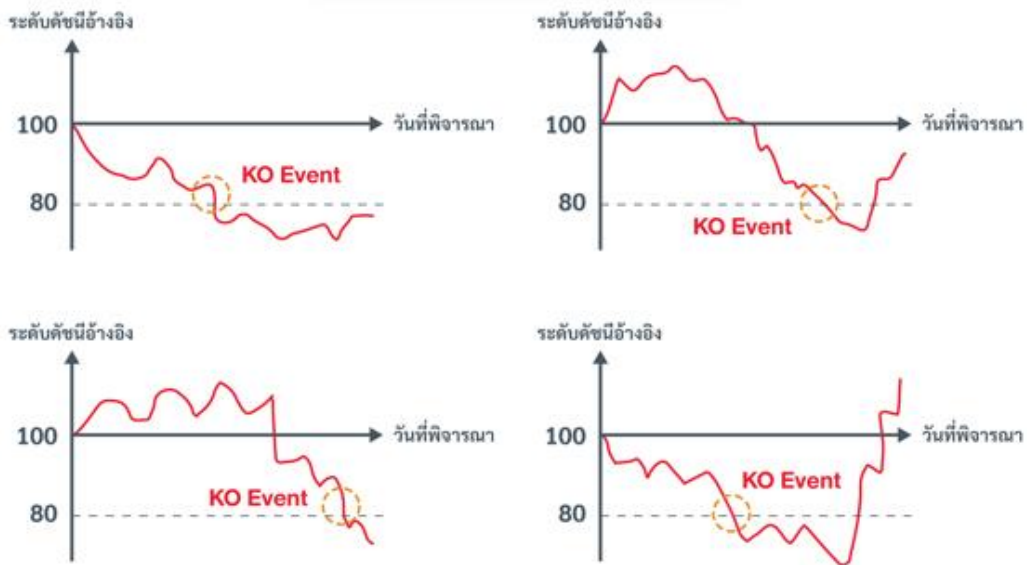 ระดับดัชนีอ้างอิง
100
วันที่พิจารณา
KO Event
80
ระดับดัชนีอ้างอิง
100
วันที่พิจารณา
80
KO Event
ระดับดัชนีอ้างอิง
100
วันที่พิจารณา
KO Event
80
ระดับดัชนีอ้างอิง
100
วันที่พิจารณา
KO Event
80